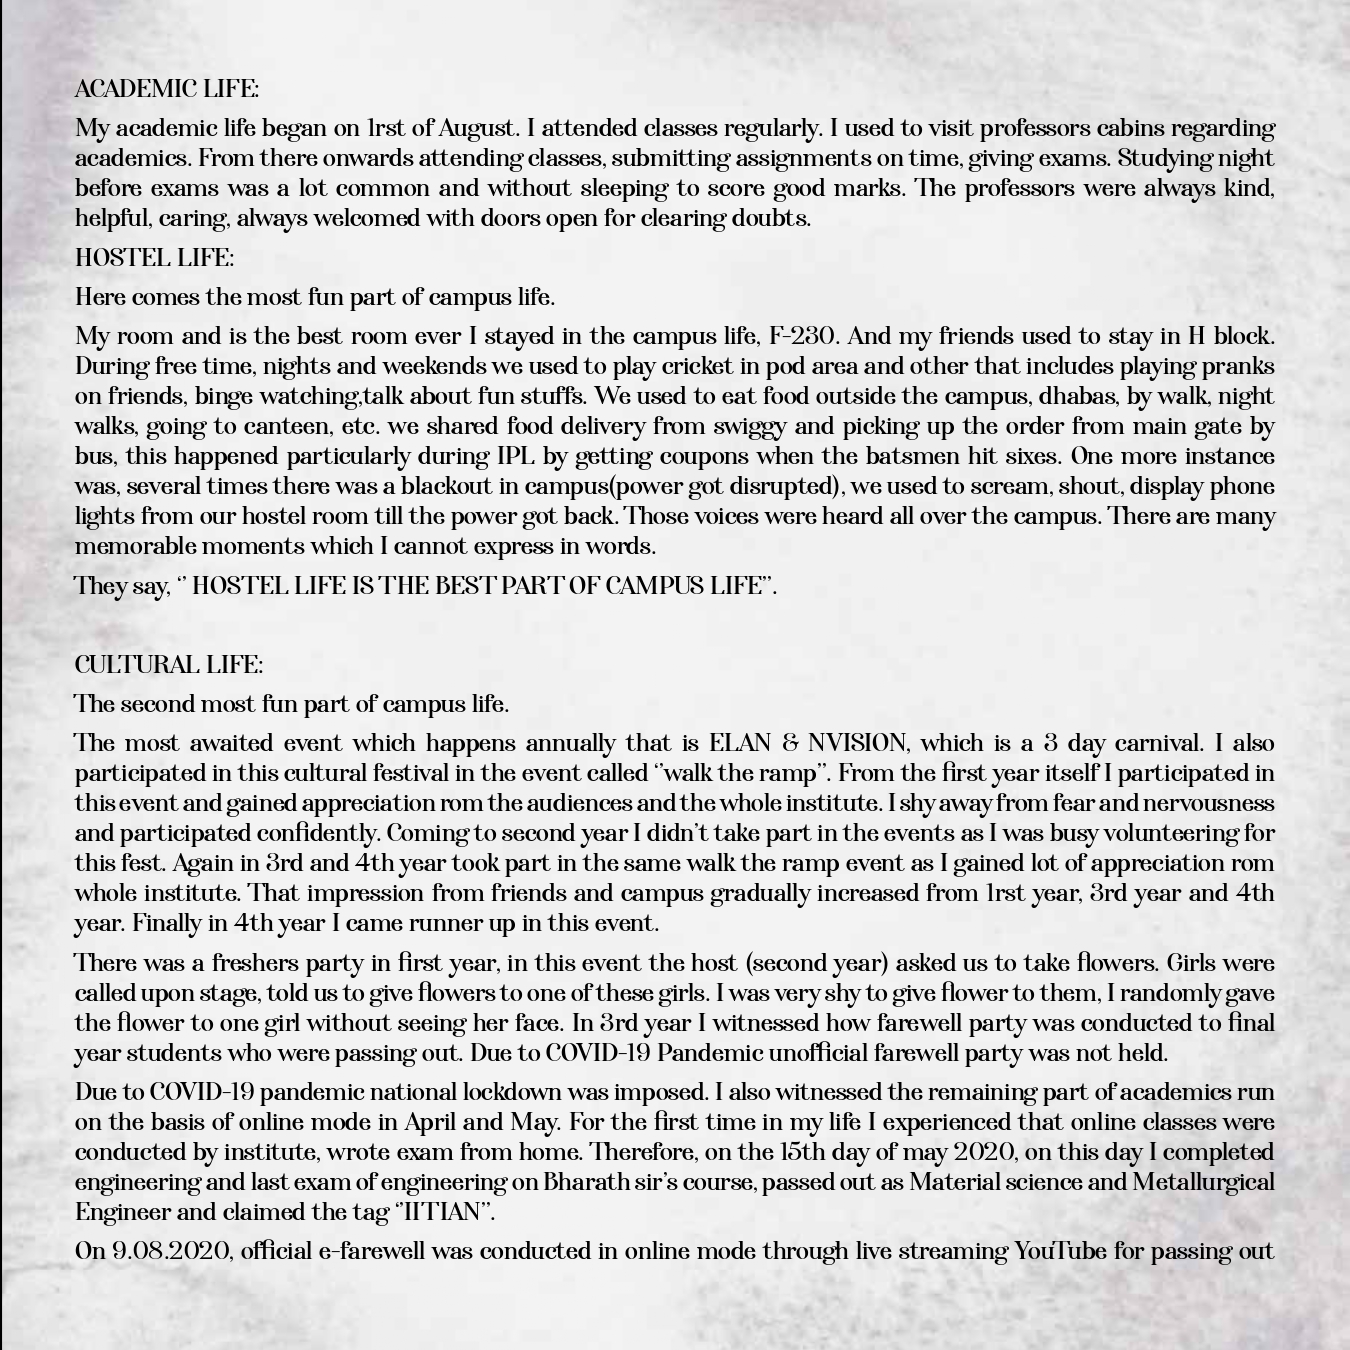 ACADEMIC LIFE:
My academic life began on 1rst of August. I attended classes regularly. I used to visit professors cabins regarding
academics. From there onwards attending classes, submitting assignments on time, giving exams. Studying night
before exams was a lot common and without sleeping to score good marks. The professors were always kind,
helpful, caring, always welcomed with doors open for clearing doubts.
HOSTEL LIFE:
Here comes the most fun part of campus life.
My room and is the best room ever I stayed in the campus life, F-230. And my friends used to stay in H block.
During free time, nights and weekends we used to play cricket in pod area and other that includes playing pranks
on friends, binge watching,talk about fun stuffs. We used to eat food outside the campus, dhabas, by walk, night
walks, going to canteen, etc. we shared food delivery from swiggy and picking up the order from main gate by
bus, this happened particularly during IPL by getting coupons when the batsmen hit sixes. One more instance
was, several times there was a blackout in campus(power got disrupted), we used to scream, shout, display phone
lights from our hostel room till the power got back. Those voices were heard all over the campus. There are many
memorable moments which I cannot express in words.
They say, ‘’ HOSTEL LIFE IS THE BEST PART OF CAMPUS LIFE’’.
CULTURAL LIFE:
The second most fun part of campus life.
The most awaited event which happens annually that is ELAN & NVISION, which is a 3 day carnival. I also
participated in this cultural festival in the event called ‘’walk the ramp’’. From the first year itself I participated in
this event and gained appreciation rom the audiences and the whole institute. I shy away from fear and nervousness
and participated confidently. Coming to second year I didn’t take part in the events as I was busy volunteering for
this fest. Again in 3rd and 4th year took part in the same walk the ramp event as I gained lot of appreciation rom
whole institute. That impression from friends and campus gradually increased from 1rst year, 3rd year and 4th
year. Finally in 4th year I came runner up in this event.
There was a freshers party in first year, in this event the host (second year) asked us to take flowers. Girls were
called upon stage, told us to give flowers to one of these girls. I was very shy to give flower to them, I randomly gave
the flower to one girl without seeing her face. In 3rd year I witnessed how farewell party was conducted to final
year students who were passing out. Due to COVID-19 Pandemic unofficial farewell party was not held.
Due to COVID-19 pandemic national lockdown was imposed. I also witnessed the remaining part of academics run
on the basis of online mode in April and May. For the first time in my life I experienced that online classes were
conducted by institute, wrote exam from home. Therefore, on the 15th day of may 2020, on this day I completed
engineering and last exam of engineering on Bharath sir’s course, passed out as Material science and Metallurgical
Engineer and claimed the tag ‘’IITIAN’’.
On 9.08.2020, official e-farewell was conducted in online mode through live streaming YouTube for passing out